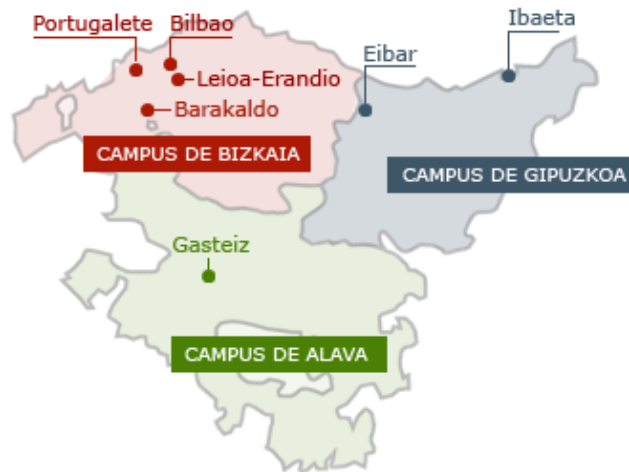 Portugalete
Bilbao
Ibaeta
Eibar
Leioa-Erandio
Barakaldo
CAMPUS DE BIZKAIA
CAMPUS DE GIPUZKOA
Gasteiz
CAMPUS DE ALAVA